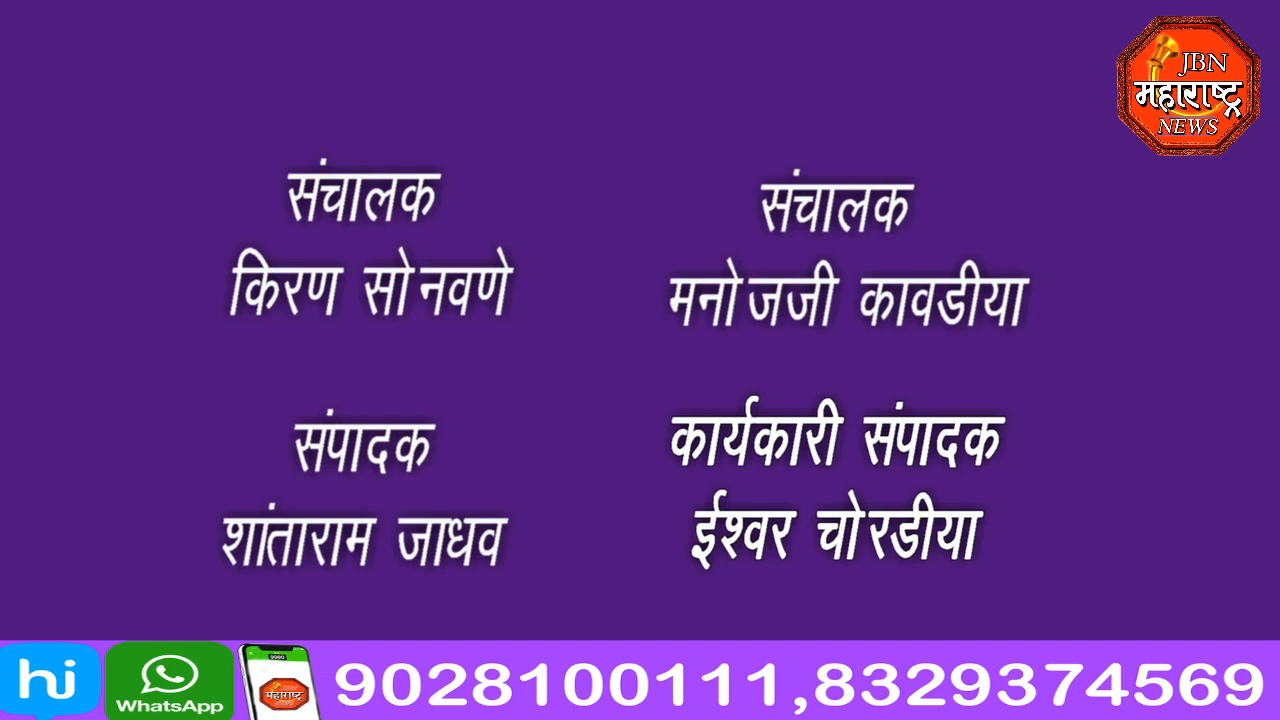 JBN
महाराष्ट्र
NEWS
संचालक
किरण सोनवणे
संचालक
मनोजजी कावडीया
संपादक
शांताराम जाधव
कार्यकारी संपादक
ईश्वर चोरडीया
hi
WhatsApp
महाराष्ट्र
9028100111,8329374569